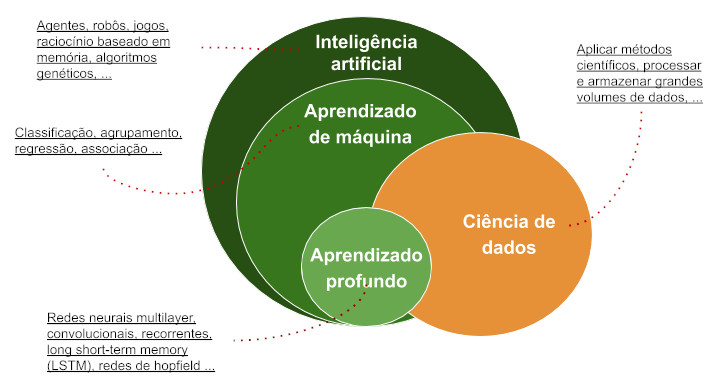 Agentes, robôs, jogos,
raciocínio baseado em
memória, algoritmos
genéticos, ...
Inteligência
artificial
Aplicar métodos
científicos, processar
e armazenar grandes
volumes de dados, ...
Aprendizado
de máquina
Classificação, agrupamento,
regressão, associação ...
Ciência de
dados
Aprendizado
profundo
Redes neurais multilayer,
convolucionais, recorrentes,
long short-term memory
(LSTM), redes de hopfield ...